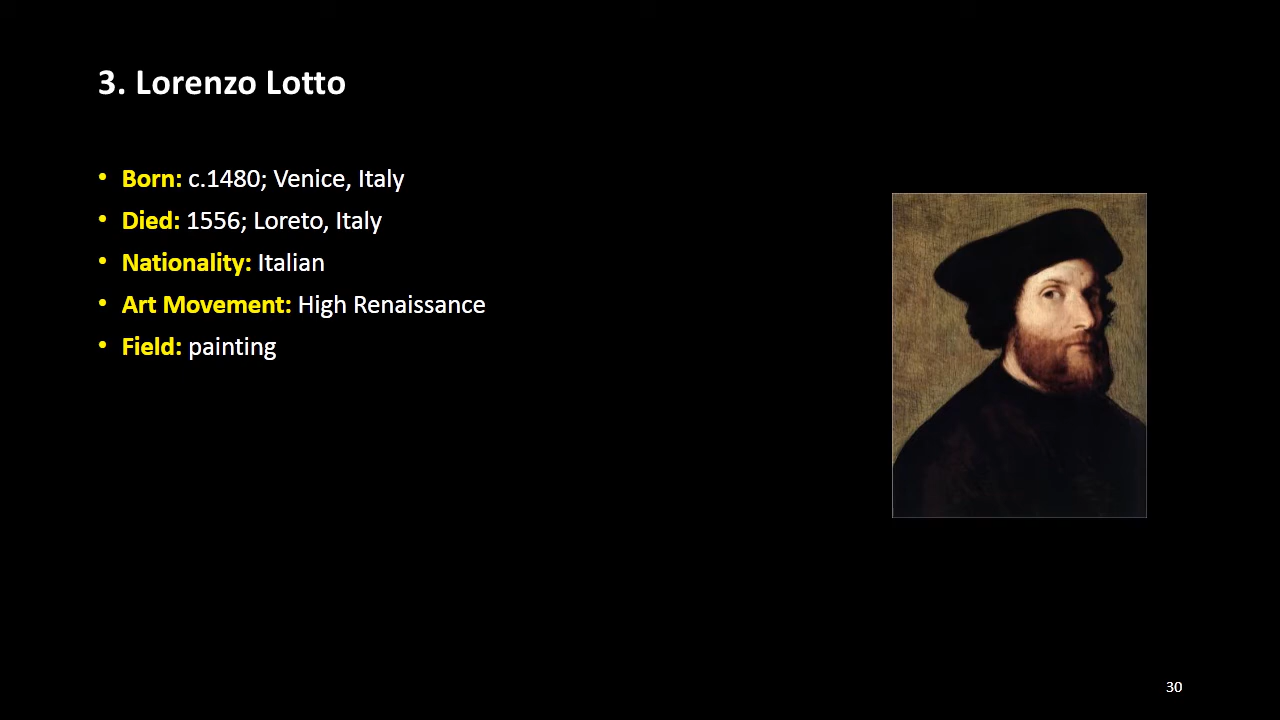 3. Lorenzo Lotto
• Born: c.1480; Venice, Italy
• Died: 1556; Loreto, Italy
• Nationality: Italian
• Art Movement: High Renaissance
• Field: painting
30